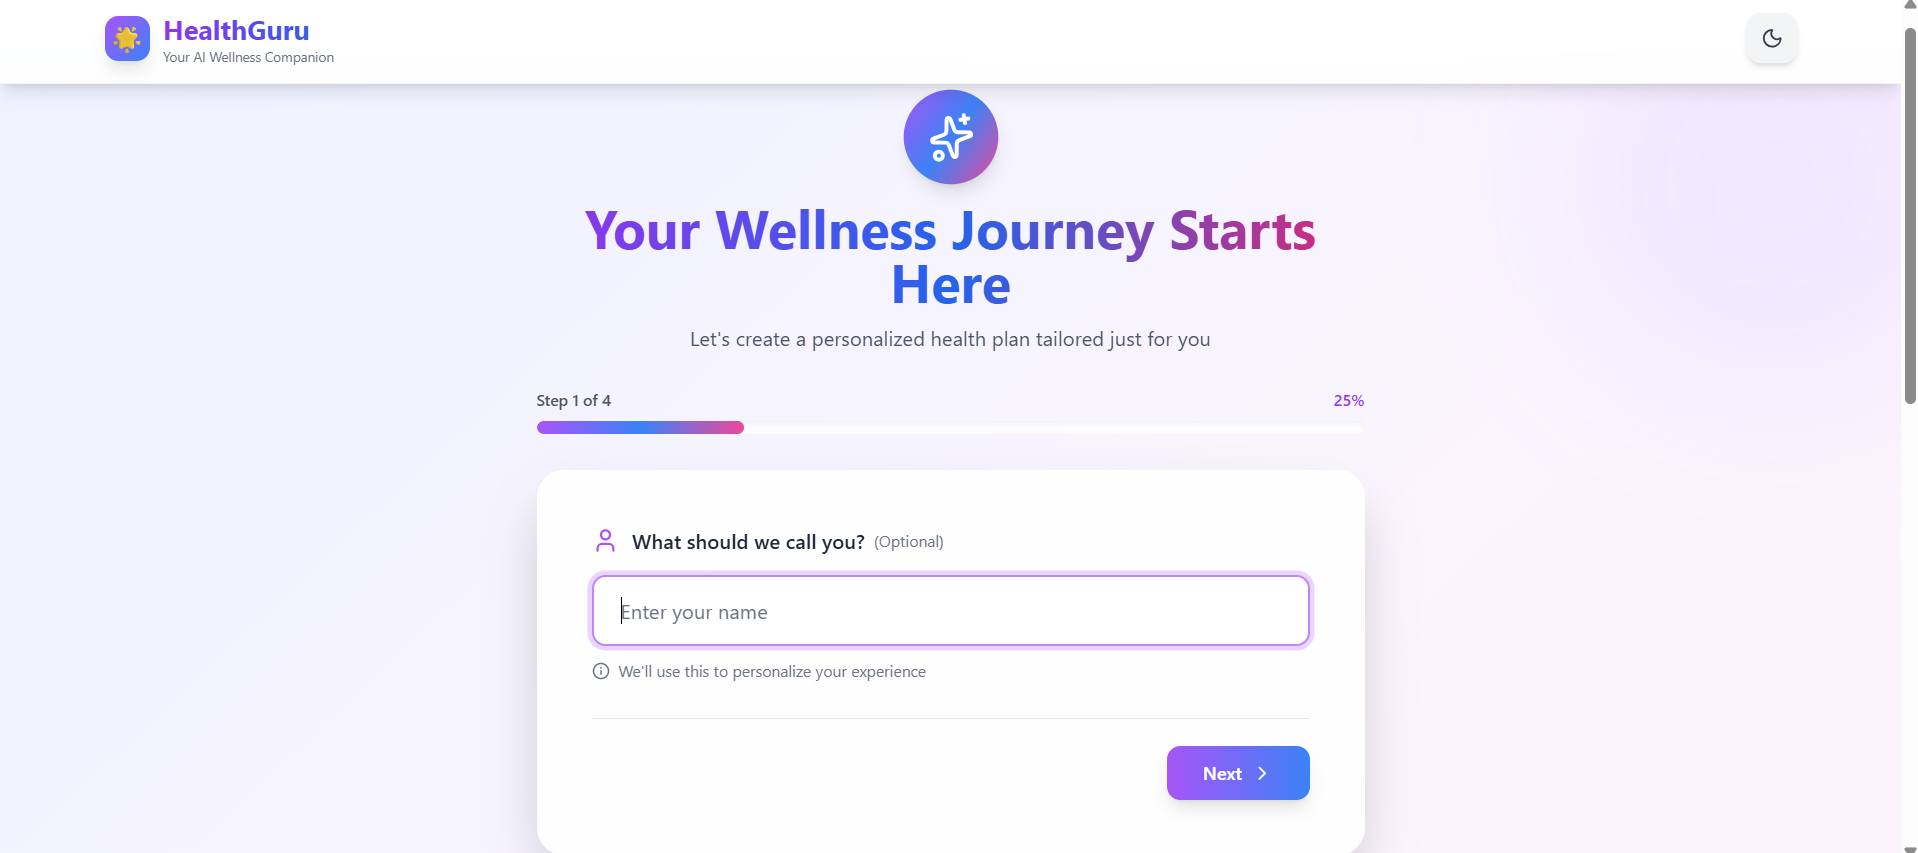 HealthGuru
Your AI Wellness Companion
Your Wellness Journey Starts
Here
Let's create a personalized health plan tailored just for you
Step 1 of 4
25%
What should we call you? (Optional)
Enter your name
We'll use this to personalize your experience
Next